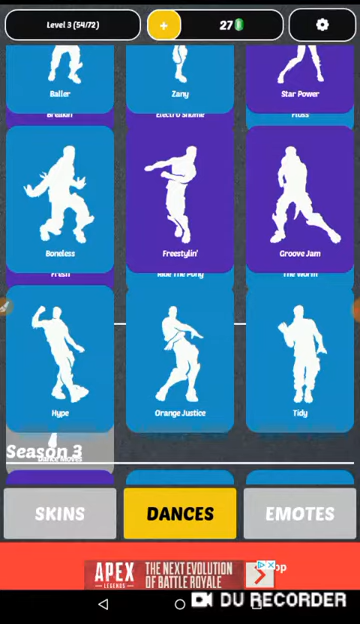 Level 3 (54/72)
+
27
Baller
Zany
Star Power
Electro Shuffle
Floss
Boneless
Freestylin'
Groove Jam
Fresh
Ride The Pony
The Worm
Hype
Orange Justice
Tidy
Season 3
Dance Moves
SKINS
DANCES
EMOTES
APEX
LEGENDS
THE NEXT EVOLUTION
OF BATTLE ROYALE
DU RECORDER